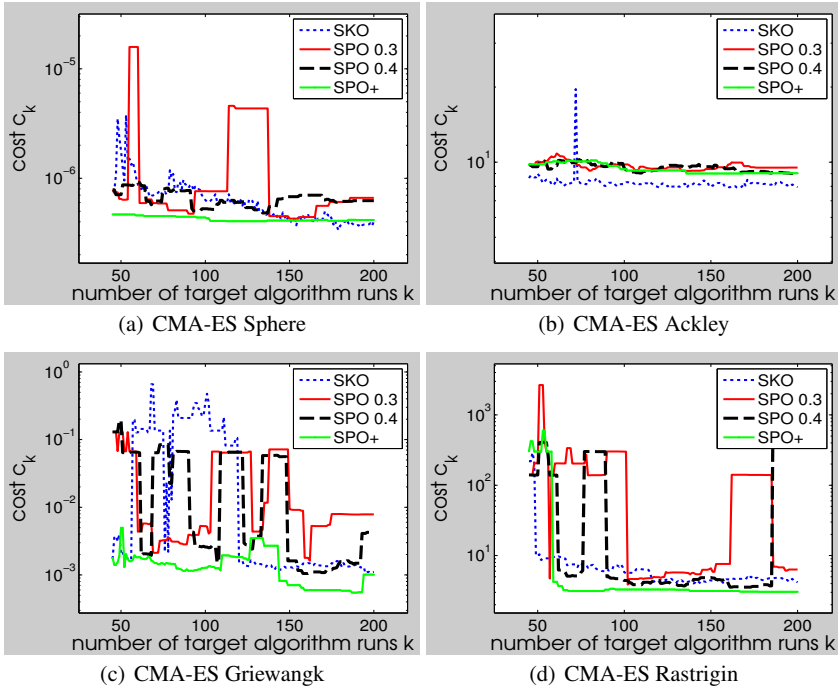 SKO
SPO 0.3
SPO 0.4
SPO+
10^-5
10^-6
cost c_k
50 100 150 200
number of target algorithm runs k
(a) CMA-ES Sphere
SKO
SPO 0.3
SPO 0.4
SPO+
10^1
cost c_k
50 100 150 200
number of target algorithm runs k
(b) CMA-ES Ackley
SKO
SPO 0.3
SPO 0.4
SPO+
10^0
10^-1
10^-2
10^-3
cost c_k
50 100 150 200
number of target algorithm runs k
(c) CMA-ES Griewangk
SKO
SPO 0.3
SPO 0.4
SPO+
10^3
10^2
10^1
cost c_k
50 100 150 200
number of target algorithm runs k
(d) CMA-ES Rastrigin